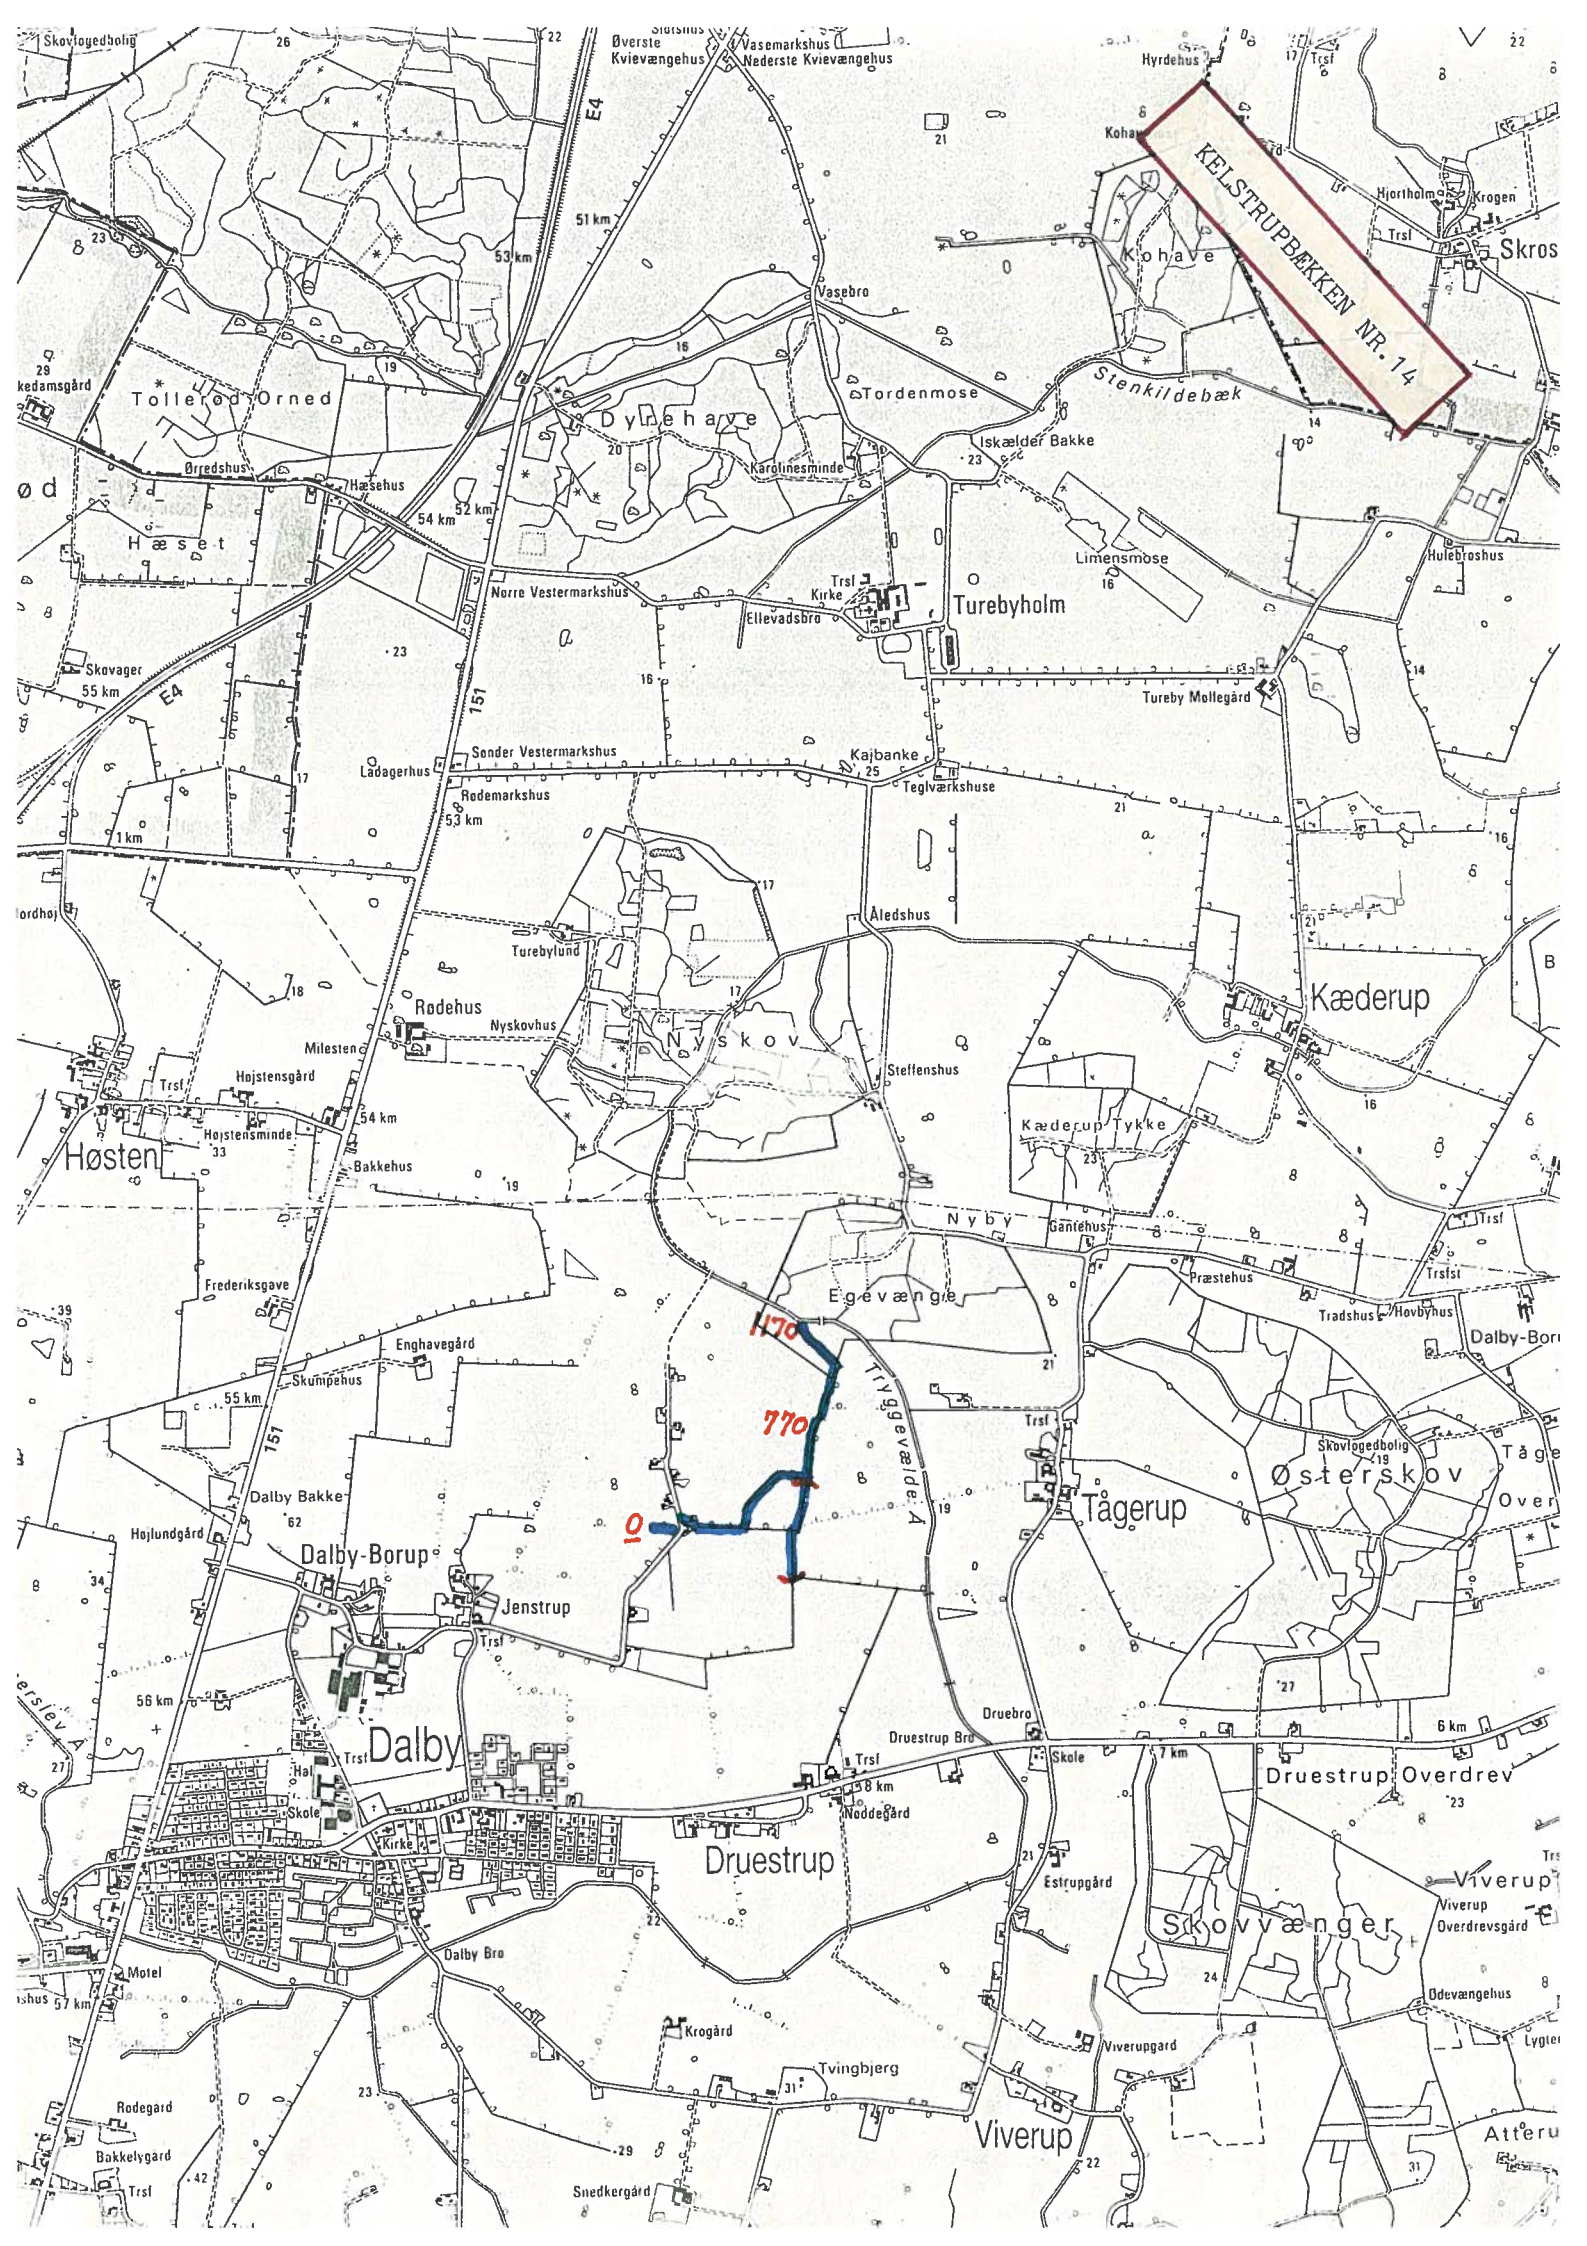 Skovfogedbolig
26
22
Øverste
Kvievængehus
Vasemarkshus
Nederste Kvievængehus
Hyrdehus
17
Trsf
22
E4
21
KELSTRUPBÆKKEN NR. 14
Hjortholm
Krogen
Trsf
Skros
23
51 km
53 km
Kohave
Vasebro
16
29
kedamsgård
19
Tollerød Orned
Dyrehave
20
Tordenmose
Stenkildebæk
14
Iskælder Bakke
23
Ørredshus
Karolinesminde
ød
Hæsehus
52 km
54 km
Hæset
Limensmose
16
Hulebroshus
Nørre Vestermarkshus
Trsf
Kirke
Ellevadsbro
Turebyholm
23
Skovager
55 km
E4
16
14
Tureby Møllegård
151
Sønder Vestermarkshus
Kajbanke
25
Ladagerhus
17
Teglværkshuse
Rødemarkshus
53 km
21
1 km
16
17
ordhøj
Åledshus
21
Turebylund
B
18
17
Kæderup
Rødehus
Nyskovhus
Nyskov
Milesten
Steffenshus
Højstensgård
Trsf
54 km
16
Højstensminde
33
Kæderup Tykke
23
Høsten
Bakkehus
19
Nyby
Gantehus
Trsf
Trsfst
Frederiksgave
Præstehus
39
Egevænge
Tradshus
Hovbyhus
1170
Dalby-Bor
Enghavegård
21
Skumpehus
55 km
Tryggevælde Å
770
Trsf
151
Skovfogedbolig
19
Tåge
Østerskov
Dalby Bakke
62
Over
19
Tågerup
Højlundgård
0
Dalby-Borup
34
Jenstrup
Trsf
27
56 km
erslev Å
Druebro
6 km
Druestrup Bro
27
Trsf
Dalby
Trsf
Skole
7 km
Hal
8 km
Druestrup Overdrev
23
Skole
Nøddegård
Kirke
Druestrup
21
Estrupgård
Viverup
Viverup
Overdrevsgård
22
Skovvænger
Dalby Bro
Motel
24
57 km
Ødevængehus
Krogård
Viverupgård
Tvingbjerg
23
31
Rødegård
Viverup
Bakkelygård
29
Atteru
22
31
42
Trsf
Snedkergård